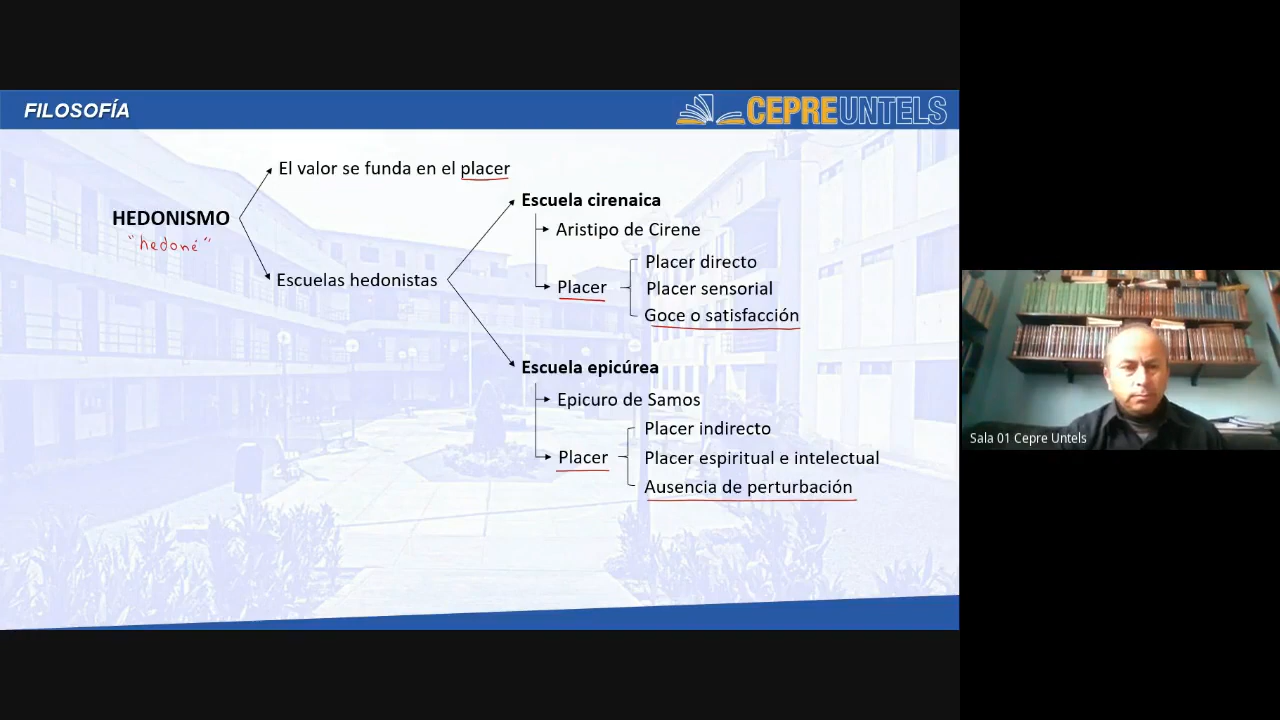 FILOSOFÍA
CEPREUNTELS
El valor se funda en el placer
HEDONISMO
"hedoné"
Escuelas hedonistas
Escuela cirenaica
Aristipo de Cirene
Placer
Placer directo
Placer sensorial
Goce o satisfacción
Escuela epicúrea
Epicuro de Samos
Placer
Placer indirecto
Placer espiritual e intelectual
Ausencia de perturbación
Sala 01 Cepre Untels